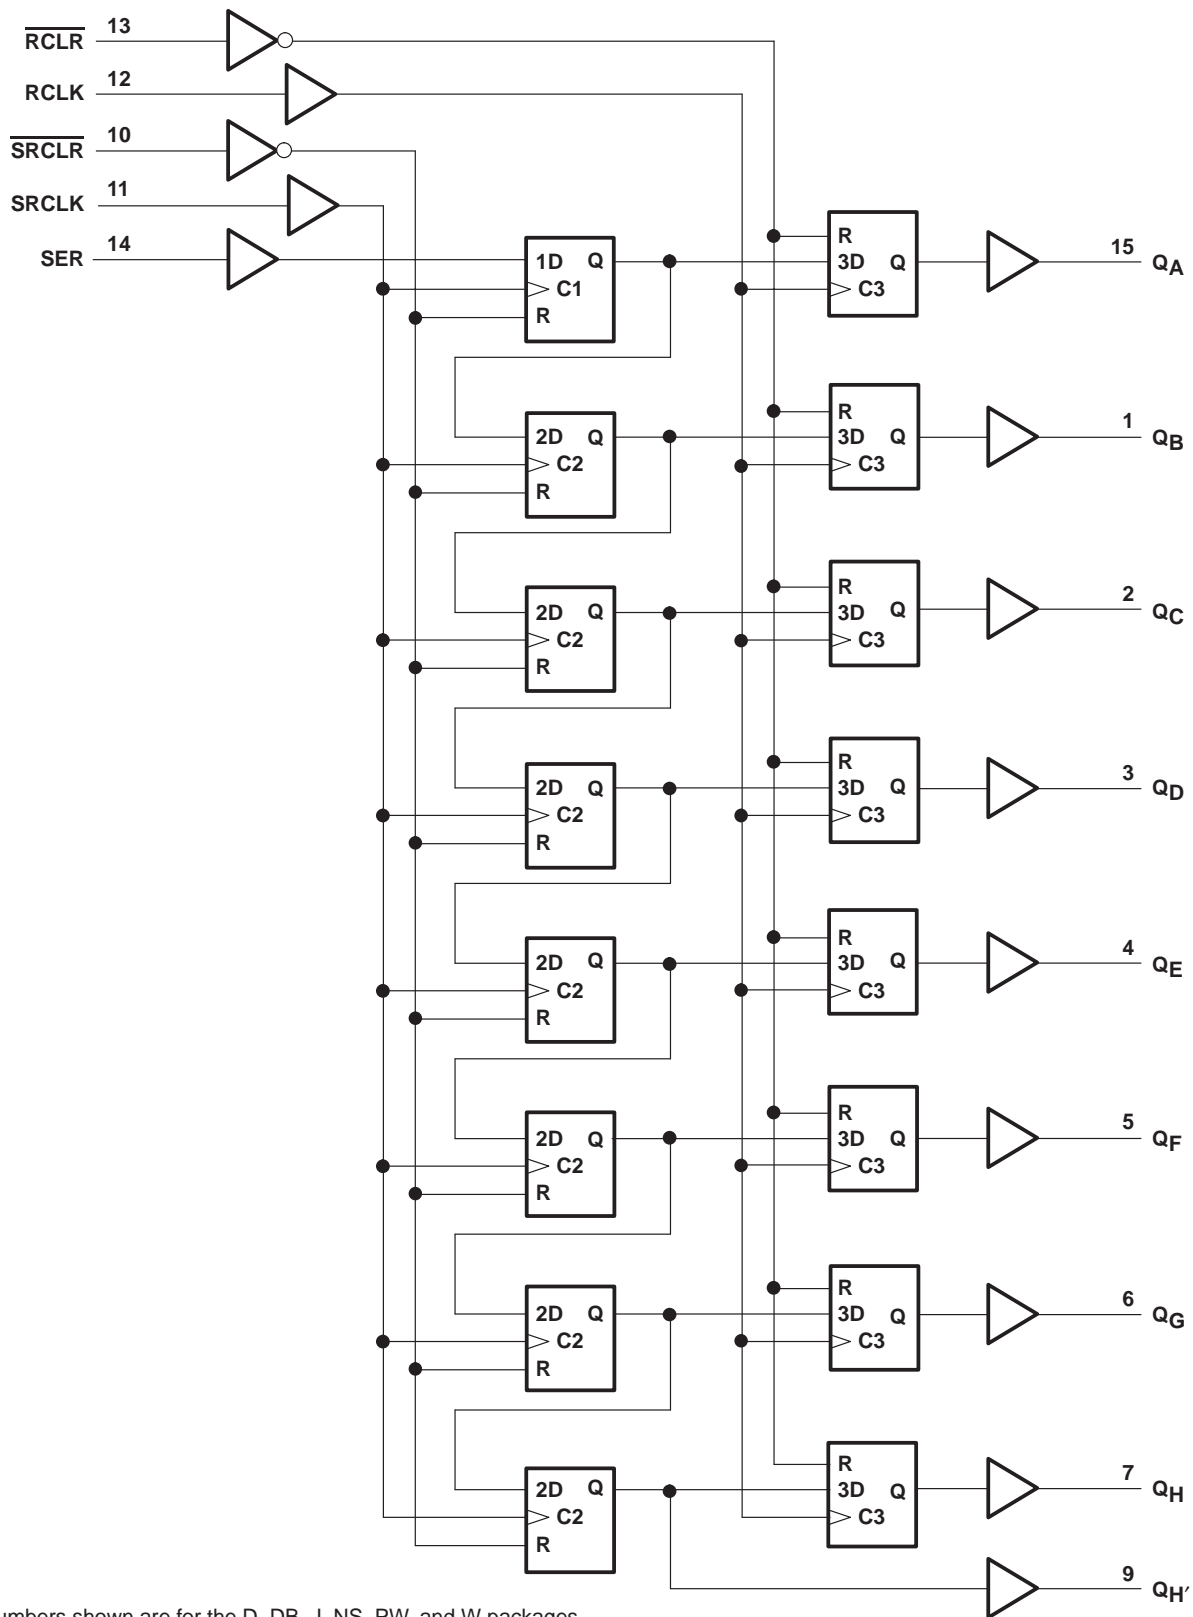 RCLR 13
RCLK 12
SRCLR 10
SRCLK 11
SER 14
1D Q
C1
R
R
3D Q
C3
15 QA
2D Q
C2
R
R
3D Q
C3
1 QB
2D Q
C2
R
R
3D Q
C3
2 QC
2D Q
C2
R
R
3D Q
C3
3 QD
2D Q
C2
R
R
3D Q
C3
4 QE
2D Q
C2
R
R
3D Q
C3
5 QF
2D Q
C2
R
R
3D Q
C3
6 QG
2D Q
C2
R
R
3D Q
C3
7 QH
9 QH′
shown are for the D, DB, J, NS, PW, and W packages